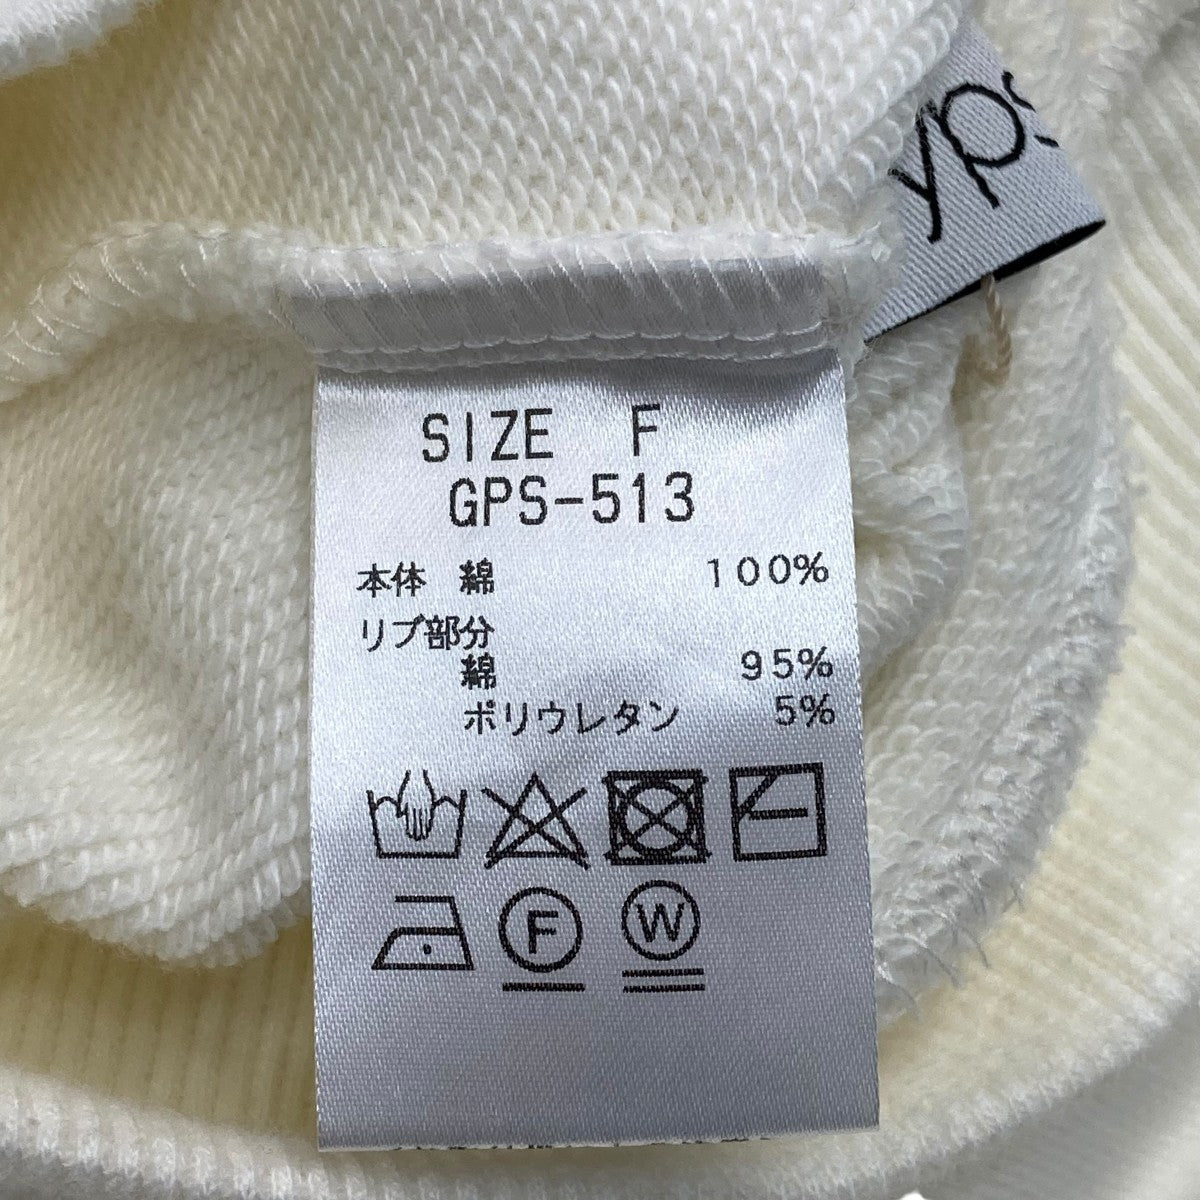 yps
SIZE F
GPS-513
本体 綿 100%
リブ部分
綿 95%
ポリウレタン 5%
F
W